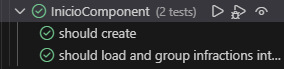 InicioComponent (2 tests)
should create
should load and group infractions int...